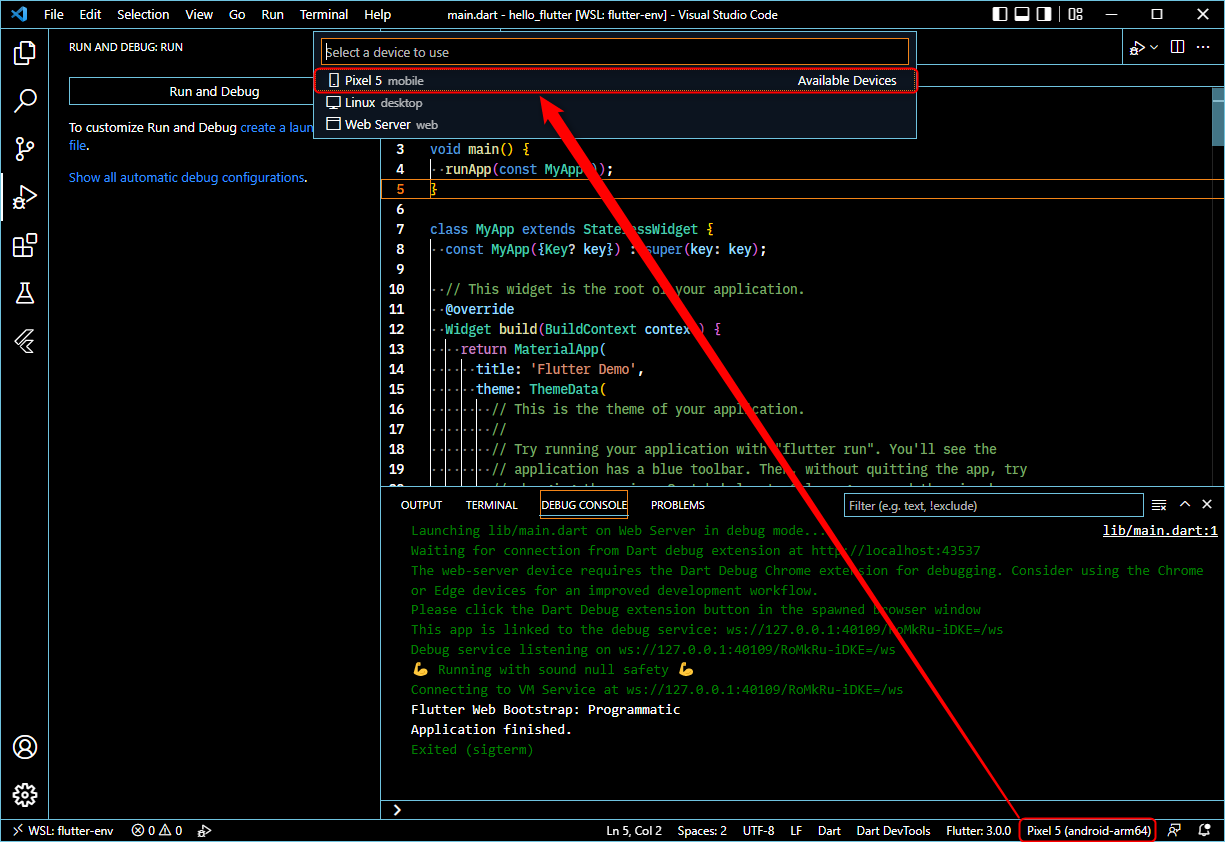 File Edit Selection View Go Run Terminal Help
main.dart - hello_flutter [WSL: flutter-env] - Visual Studio Code
RUN AND DEBUG: RUN
Run and Debug
To customize Run and Debug create a laun
file.
Show all automatic debug configurations.
Select a device to use
Pixel 5 mobile Available Devices
Linux desktop
Web Server web
3 void main() {
4 runApp(const MyApp());
5 }
6
7 class MyApp extends StatelessWidget {
8 const MyApp({Key? key}) : super(key: key);
9
10 // This widget is the root of your application.
11 @override
12 Widget build(BuildContext context) {
13 return MaterialApp(
14 title: 'Flutter Demo',
15 theme: ThemeData(
16 // This is the theme of your application.
17 //
18 // Try running your application with "flutter run". You'll see the
19 // application has a blue toolbar. Then, without quitting the app, try
OUTPUT TERMINAL DEBUG CONSOLE PROBLEMS
Filter (e.g. text, !exclude)
Launching lib/main.dart on Web Server in debug mode...
lib/main.dart:1
Waiting for connection from Dart debug extension at http://localhost:43537
The web-server device requires the Dart Debug Chrome extension for debugging. Consider using the Chrome
or Edge devices for an improved development workflow.
Please click the Dart Debug extension button in the spawned browser window
This app is linked to the debug service: ws://127.0.0.1:40109/RoMkRu-iDKE=/ws
Debug service listening on ws://127.0.0.1:40109/RoMkRu-iDKE=/ws
💪 Running with sound null safety 💪
Connecting to VM Service at ws://127.0.0.1:40109/RoMkRu-iDKE=/ws
Flutter Web Bootstrap: Programmatic
Application finished.
Exited (sigterm)
WSL: flutter-env 0 0 Ln 5, Col 2 Spaces: 2 UTF-8 LF Dart Dart DevTools Flutter: 3.0.0 Pixel 5 (android-arm64)